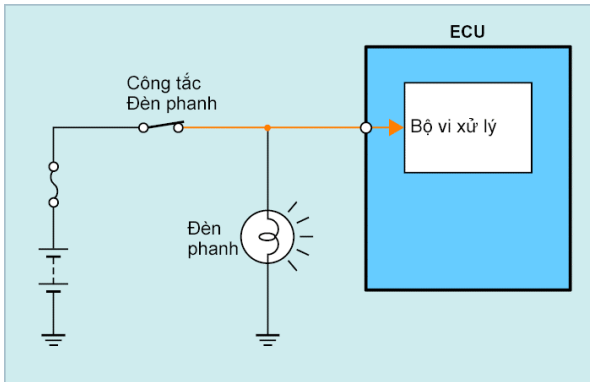 ECU
Công tắc
Đèn phanh
Bộ vi xử lý
Đèn
phanh